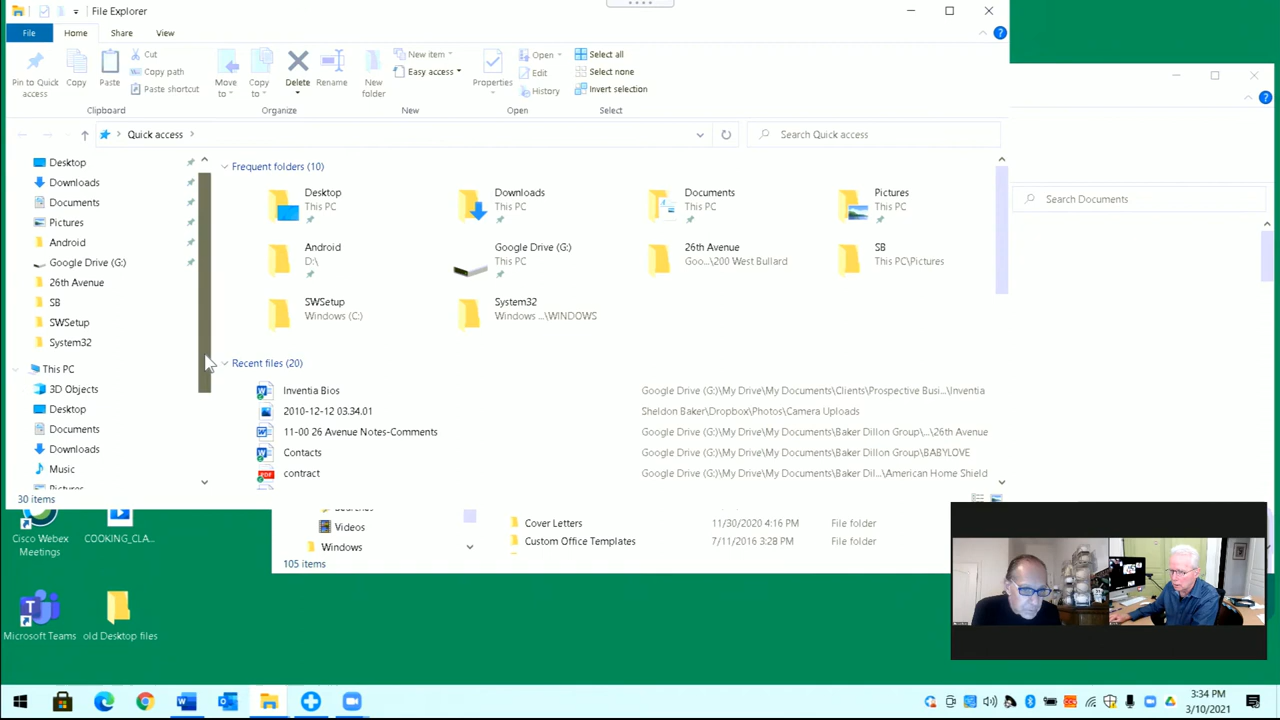 File Explorer
File Home Share View
Pin to Quick access
Copy
Paste
Cut
Copy path
Paste shortcut
Clipboard
Move to
Copy to
Delete
Rename
Organize
New folder
New item
Easy access
New
Properties
Open
Edit
History
Open
Select all
Select none
Invert selection
Select
Quick access
Search Quick access
Search Documents
Desktop
Downloads
Documents
Pictures
Android
Google Drive (G:)
26th Avenue
SB
SWSetup
System32
This PC
3D Objects
Desktop
Documents
Downloads
Music
Pictures
30 items
Frequent folders (10)
Desktop
This PC
Downloads
This PC
Documents
This PC
Pictures
This PC
Android
D:\
Google Drive (G:)
This PC
26th Avenue
Goo...\200 West Bullard
SB
This PC\Pictures
SWSetup
Windows (C:)
System32
Windows ...\WINDOWS
Recent files (20)
Inventia Bios Google Drive (G:)\My Drive\My Documents\Clients\Prospective Busi...\Inventia
2010-12-12 03.34.01 Sheldon Baker\Dropbox\Photos\Camera Uploads
11-00 26 Avenue Notes-Comments Google Drive (G:)\My Drive\My Documents\Baker Dillon Group\...\26th Avenue
Contacts Google Drive (G:)\My Drive\My Documents\Baker Dillon Group\BABYLOVE
contract Google Drive (G:)\My Drive\My Documents\Baker Dil...\American Home Shield
PDF
Searches
Videos
Windows
Cover Letters 11/30/2020 4:16 PM File folder
Custom Office Templates 7/11/2016 3:28 PM File folder
105 items
Cisco Webex Meetings
COOKING_CLA...
Microsoft Teams
old Desktop files
3:34 PM
3/10/2021